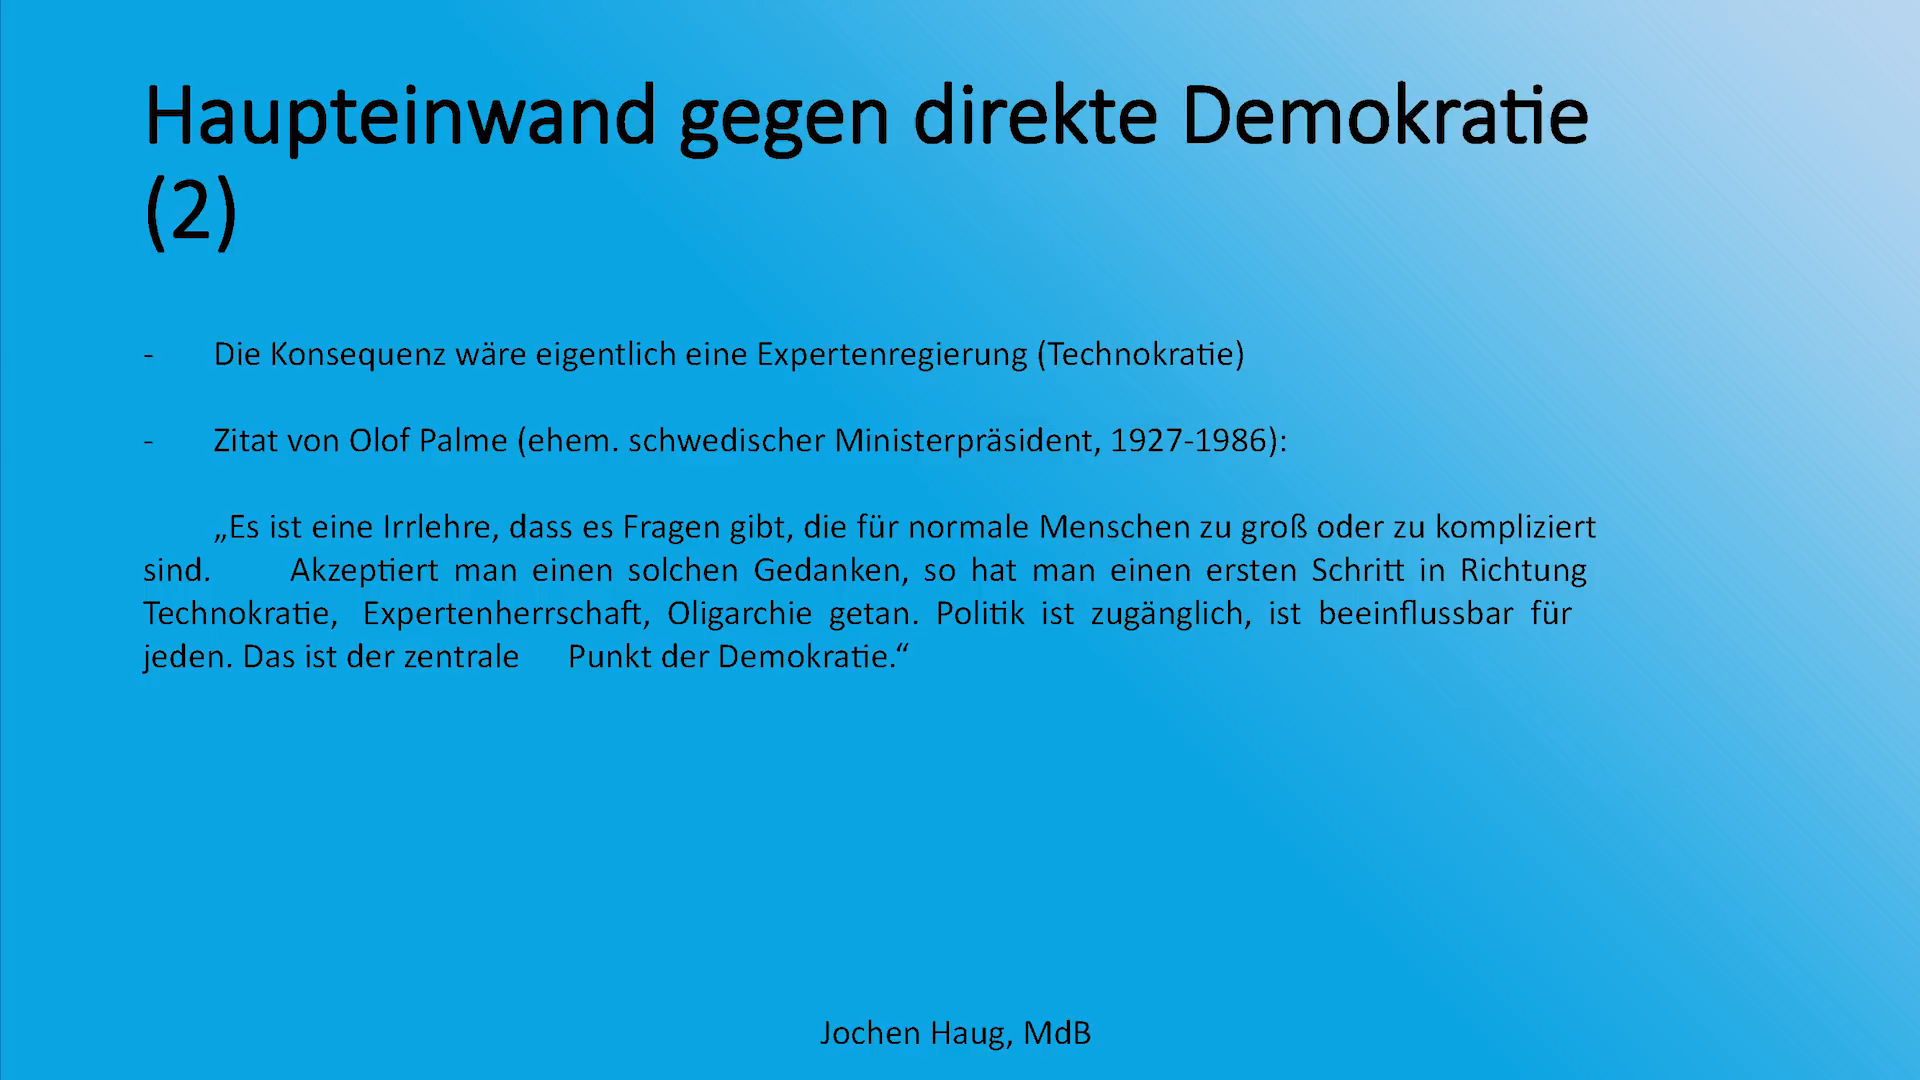 Haupteinwand gegen direkte Demokratie
(2)
- Die Konsequenz wäre eigentlich eine Expertenregierung (Technokratie)
- Zitat von Olof Palme (ehem. schwedischer Ministerpräsident, 1927-1986):
„Es ist eine Irrlehre, dass es Fragen gibt, die für normale Menschen zu groß oder zu kompliziert
sind. Akzeptiert man einen solchen Gedanken, so hat man einen ersten Schritt in Richtung
Technokratie, Expertenherrschaft, Oligarchie getan. Politik ist zugänglich, ist beeinflussbar für
jeden. Das ist der zentrale Punkt der Demokratie.“
Jochen Haug, MdB